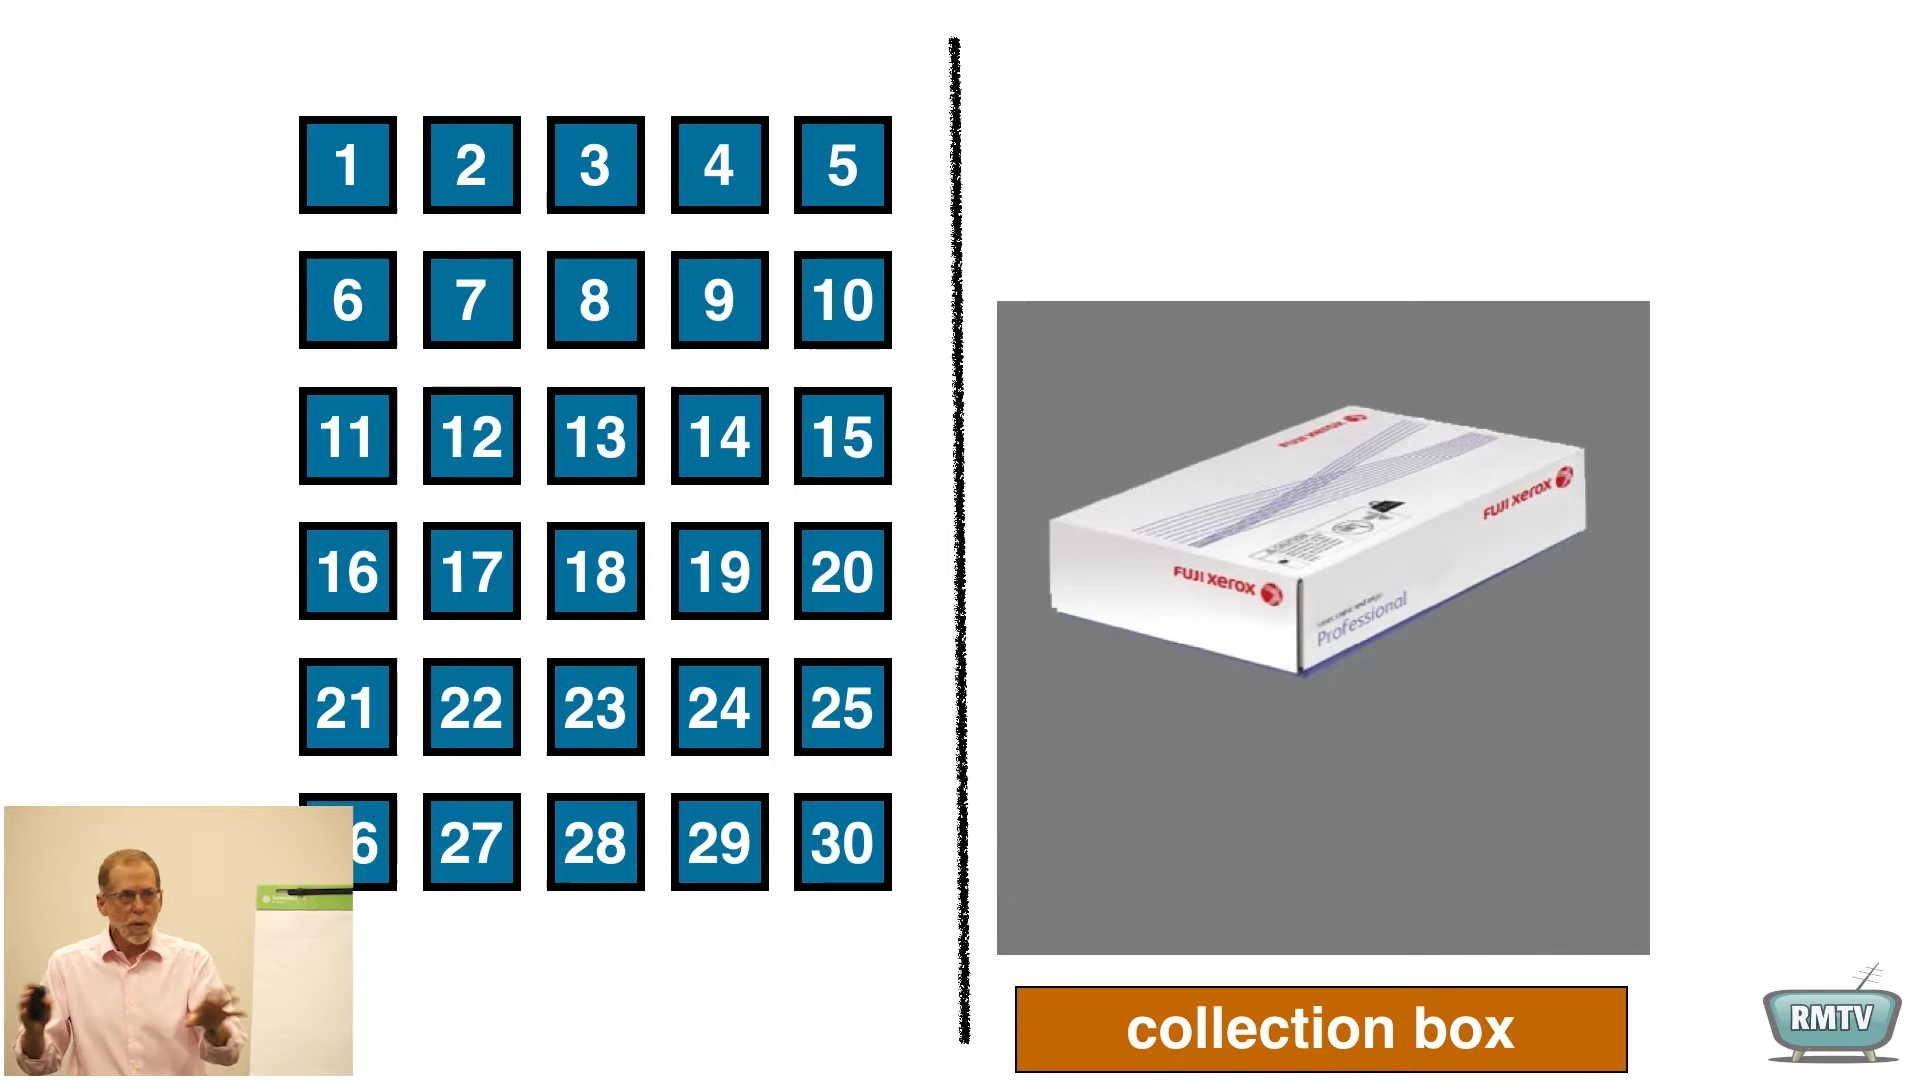 1 2 3 4 5
6 7 8 9 10
11 12 13 14 15
16 17 18 19 20
21 22 23 24 25
6 27 28 29 30
FUJI xerox
FUJI xerox
FUJI xerox
Professional
collection box
RMTV